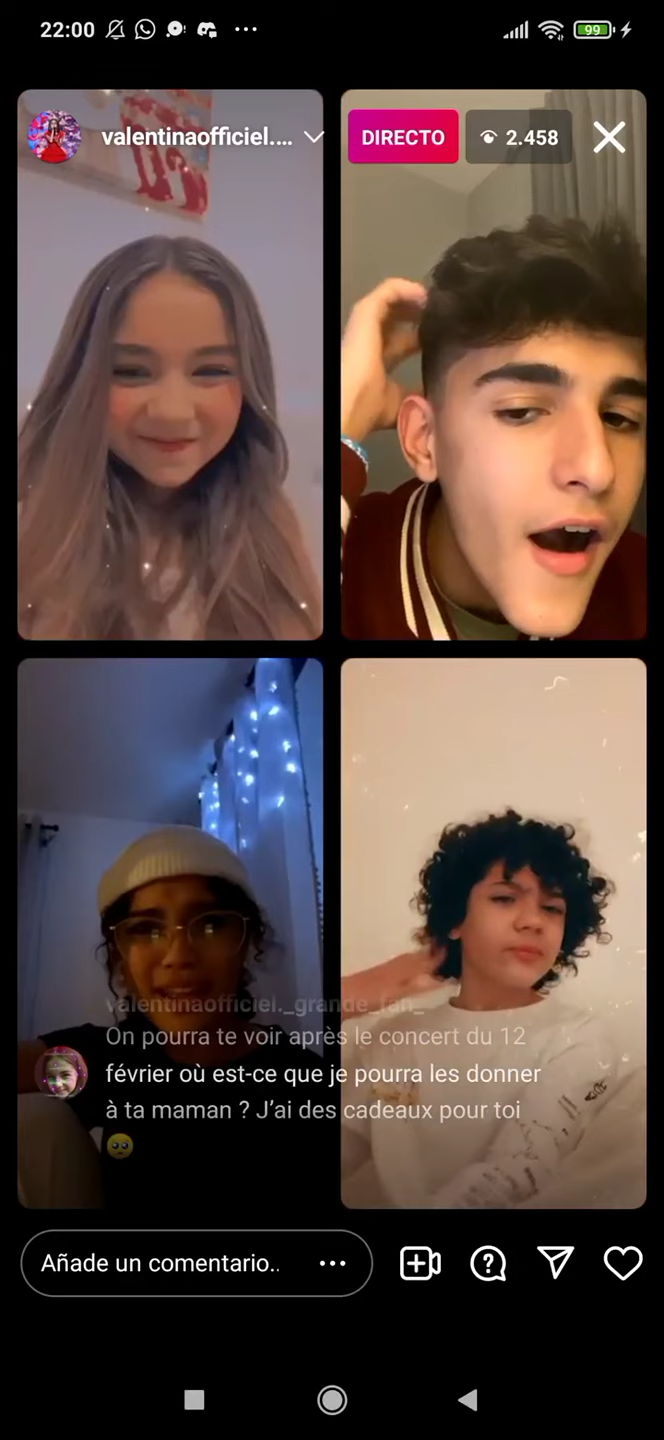 22:00
99
valentinaofficiel....
DIRECTO
2.458
valentinaofficiel._grande_fan_
On pourra te voir après le concert du 12
février où est-ce que je pourra les donner
à ta maman ? J'ai des cadeaux pour toi
🥺
Añade un comentario..